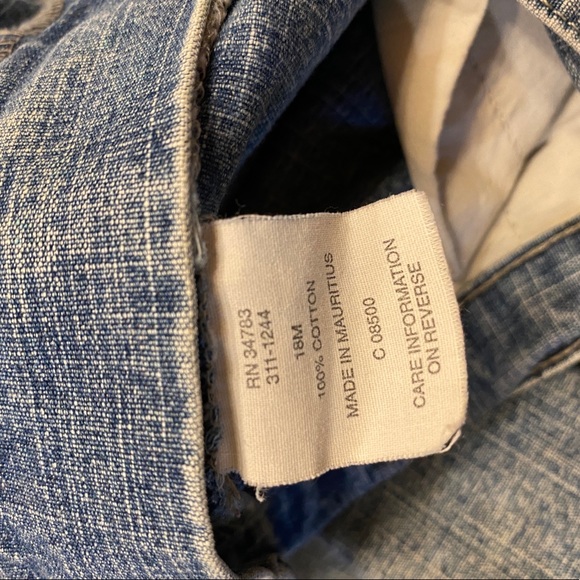 RN 34783
311-1244
18M
100% COTTON
MADE IN MAURITIUS
C 08500
CARE INFORMATION
ON REVERSE